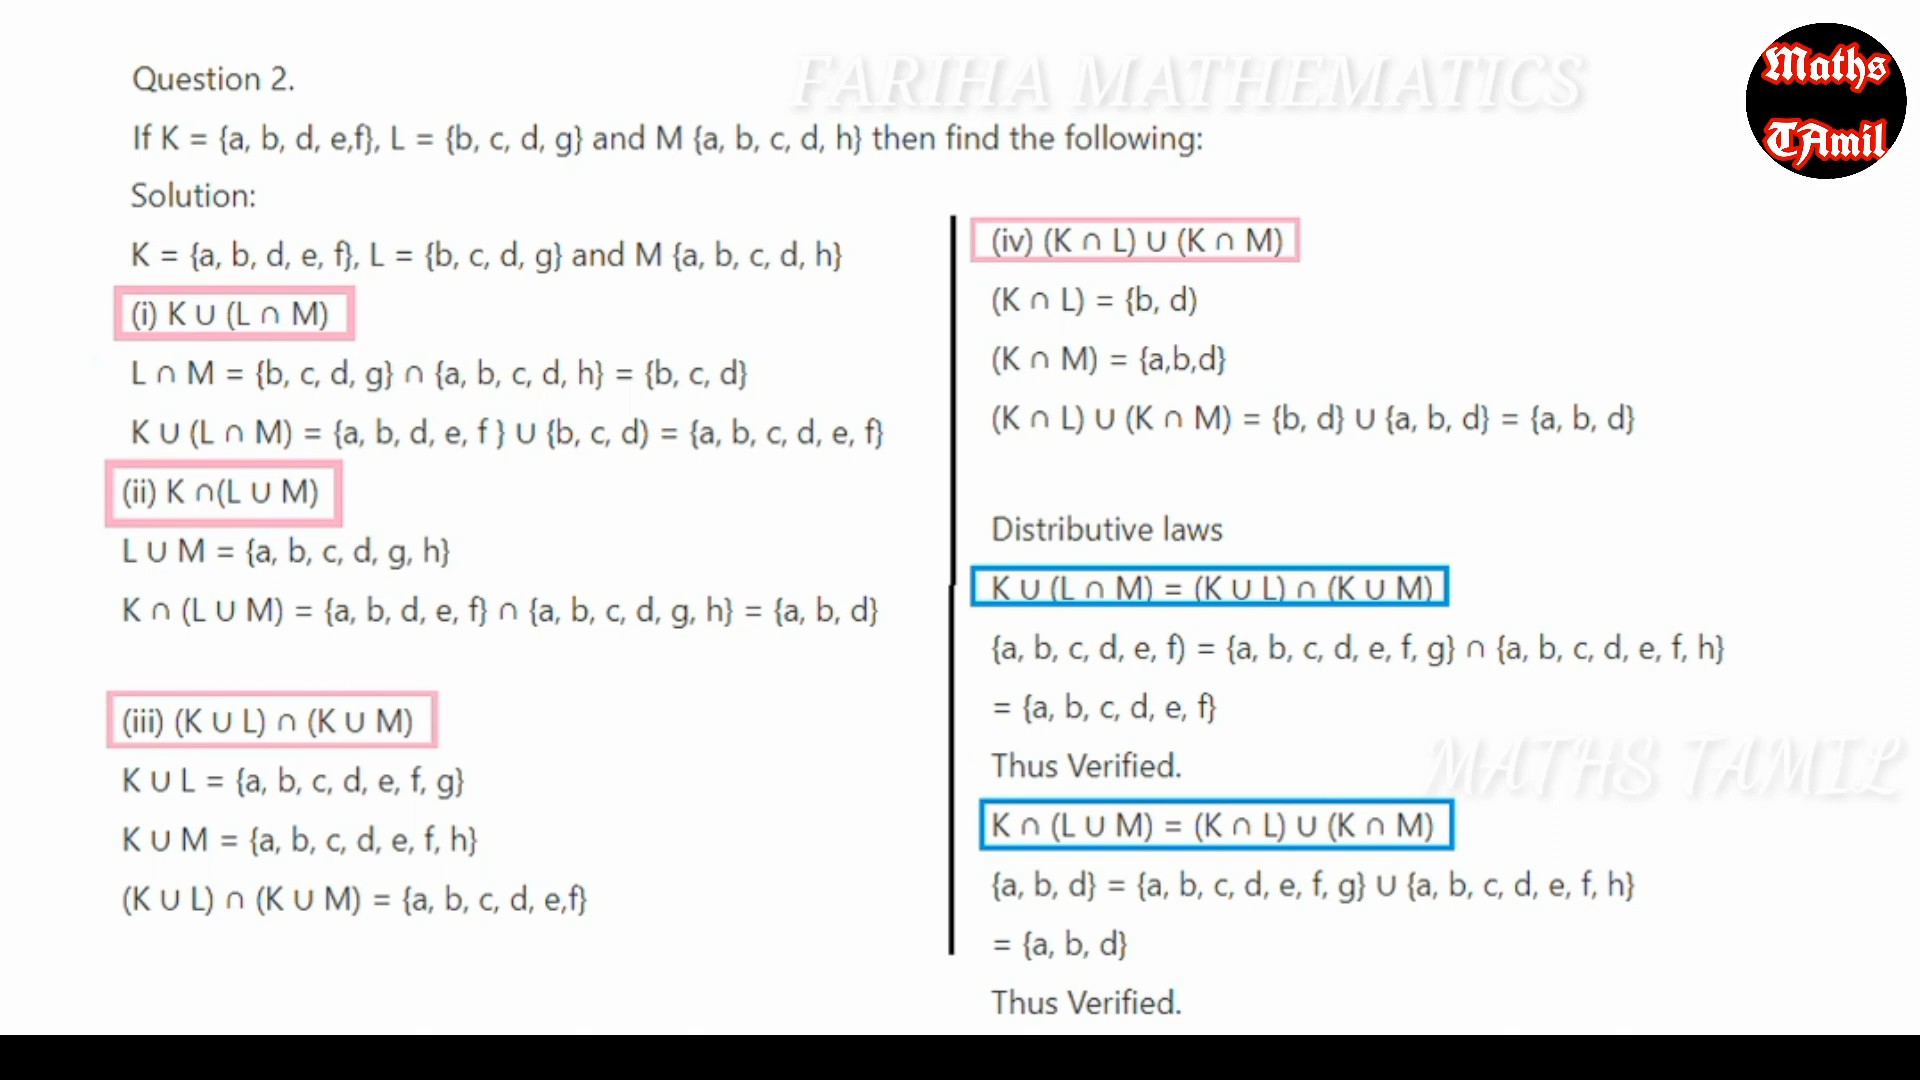 FARIHA MATHEMATICS
Maths
TAmil
Question 2.
If K = {a, b, d, e,f}, L = {b, c, d, g} and M {a, b, c, d, h} then find the following:
Solution:
K = {a, b, d, e, f}, L = {b, c, d, g} and M {a, b, c, d, h}
(i) K ∪ (L ∩ M)
L ∩ M = {b, c, d, g} ∩ {a, b, c, d, h} = {b, c, d}
K ∪ (L ∩ M) = {a, b, d, e, f } ∪ {b, c, d) = {a, b, c, d, e, f}
(ii) K ∩(L ∪ M)
L ∪ M = {a, b, c, d, g, h}
K ∩ (L ∪ M) = {a, b, d, e, f} ∩ {a, b, c, d, g, h} = {a, b, d}
(iii) (K ∪ L) ∩ (K ∪ M)
K ∪ L = {a, b, c, d, e, f, g}
K ∪ M = {a, b, c, d, e, f, h}
(K ∪ L) ∩ (K ∪ M) = {a, b, c, d, e,f}
(iv) (K ∩ L) ∪ (K ∩ M)
(K ∩ L) = {b, d)
(K ∩ M) = {a,b,d}
(K ∩ L) ∪ (K ∩ M) = {b, d} ∪ {a, b, d} = {a, b, d}
Distributive laws
K ∪ (L ∩ M) = (K ∪ L) ∩ (K ∪ M)
{a, b, c, d, e, f) = {a, b, c, d, e, f, g} ∩ {a, b, c, d, e, f, h}
= {a, b, c, d, e, f}
Thus Verified.
MATHS TAMIL
K ∩ (L ∪ M) = (K ∩ L) ∪ (K ∩ M)
{a, b, d} = {a, b, c, d, e, f, g} ∪ {a, b, c, d, e, f, h}
= {a, b, d}
Thus Verified.